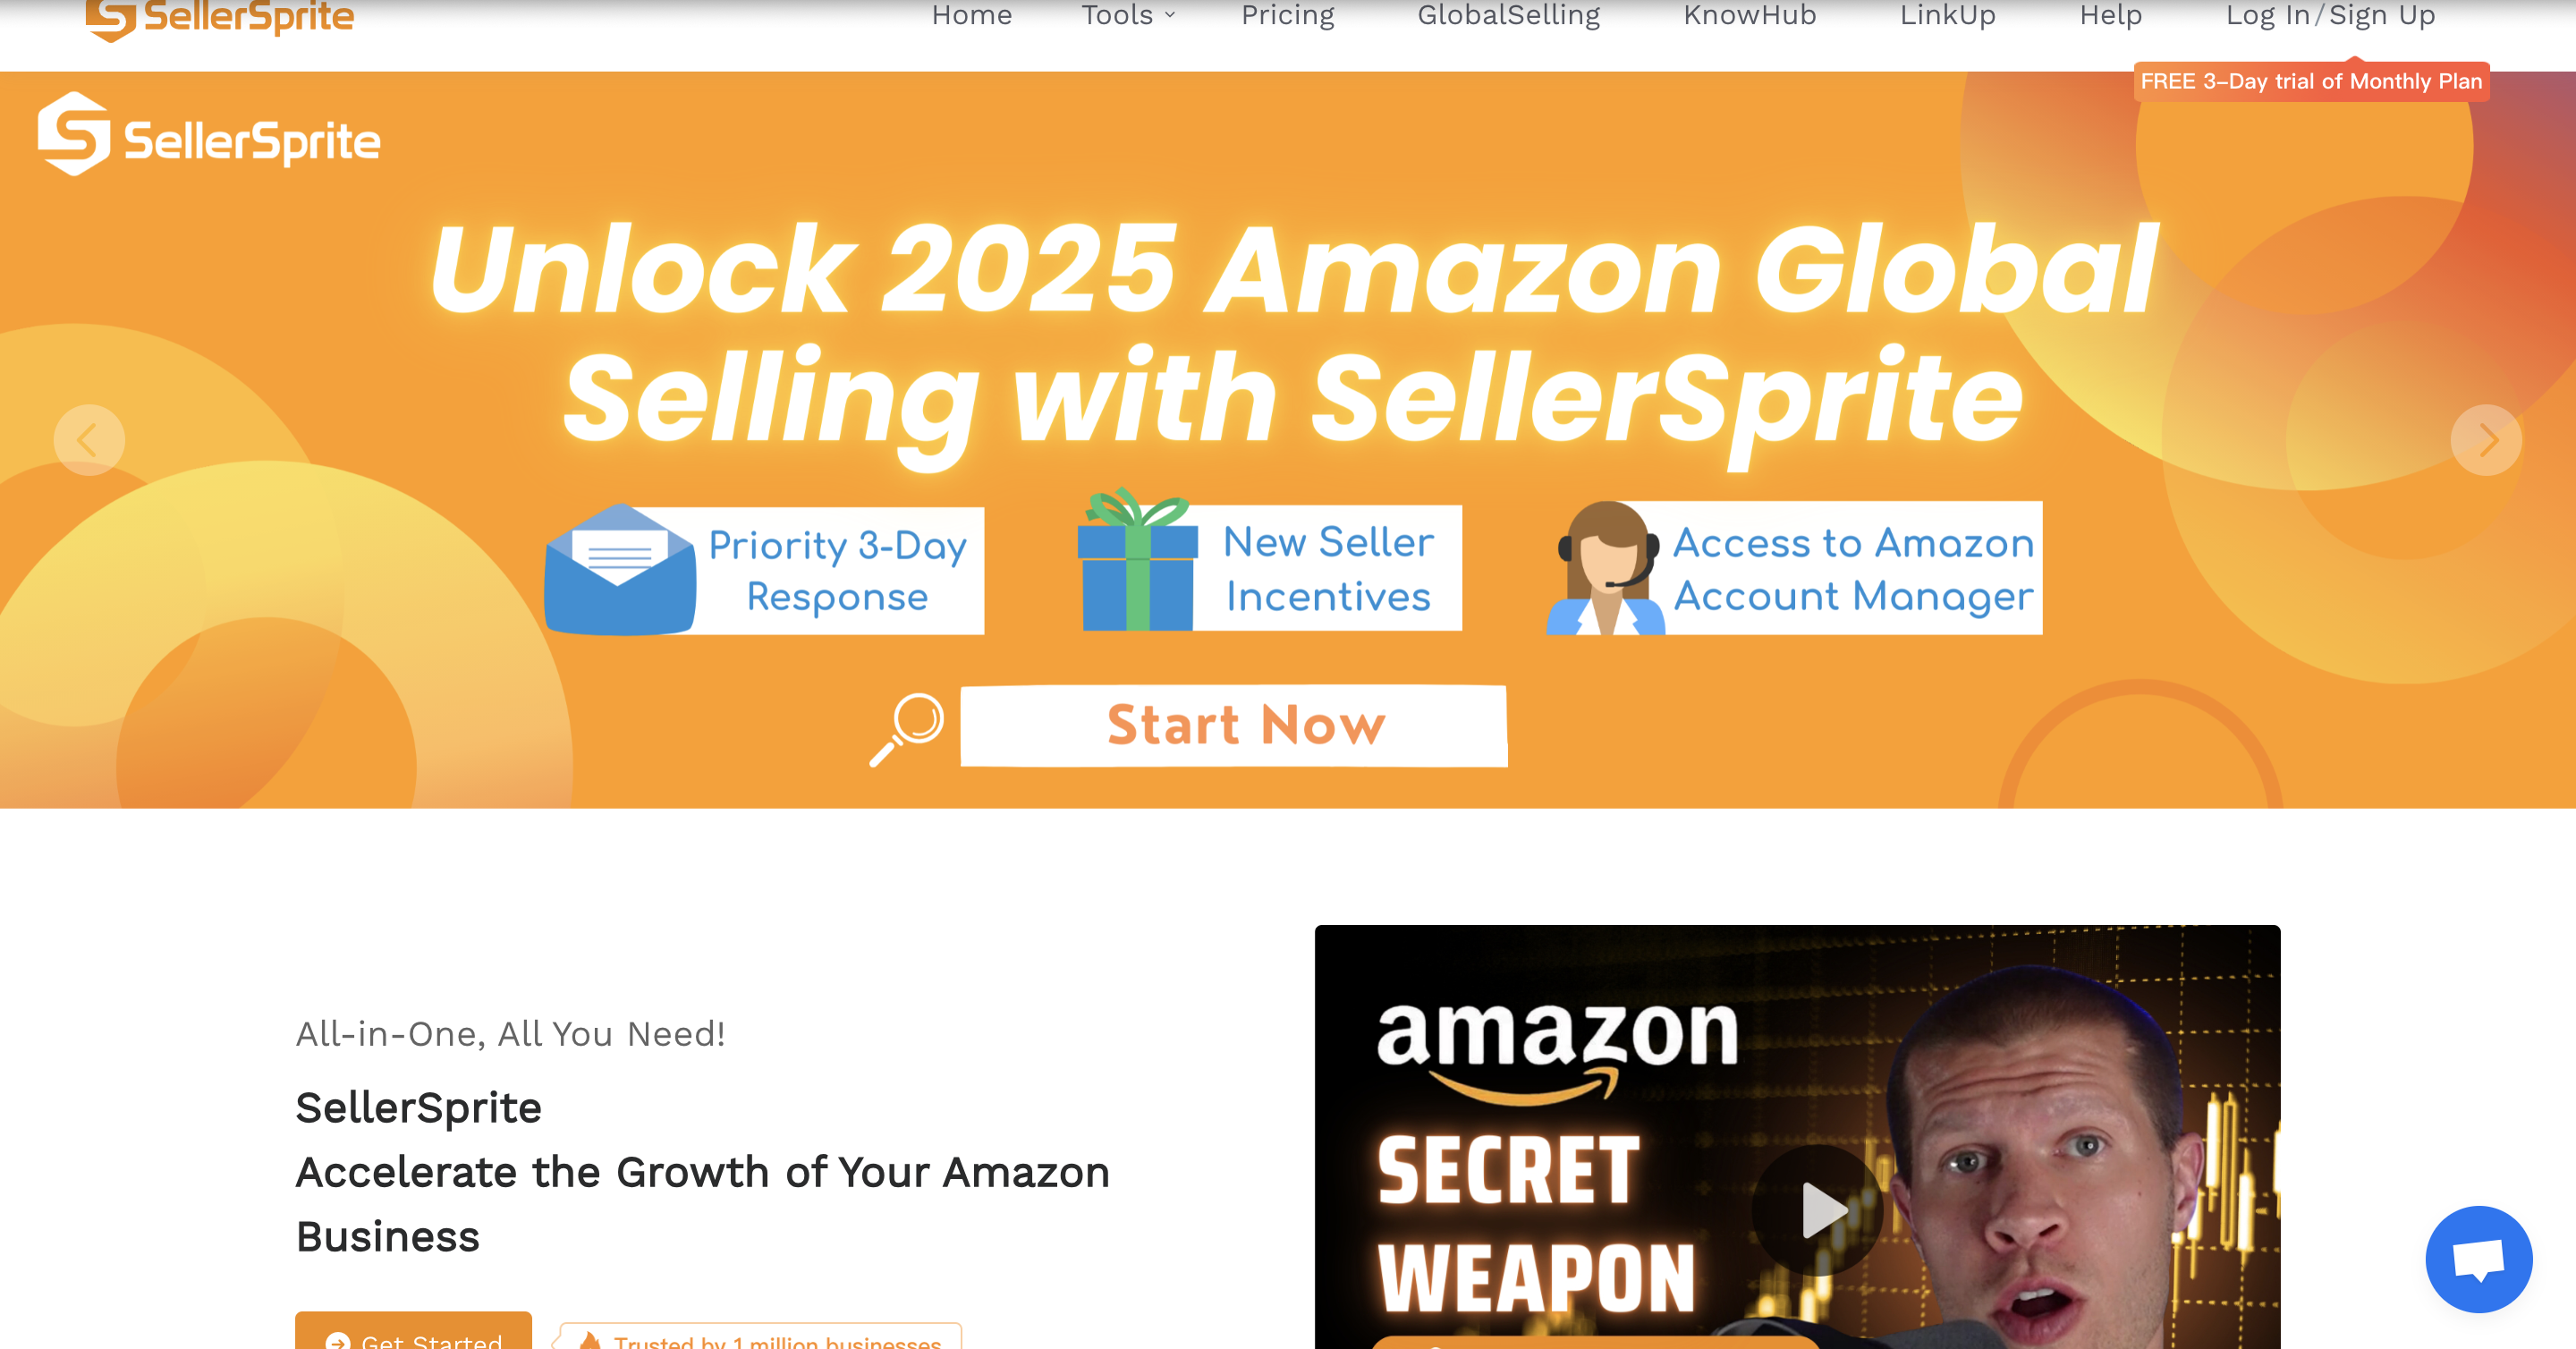 SellerSprite
Home Tools Pricing GlobalSelling KnowHub LinkUp Help Log In/Sign Up
FREE 3-Day trial of Monthly Plan
SellerSprite
Unlock 2025 Amazon Global
Selling with SellerSprite
Priority 3-Day
Response
New Seller
Incentives
Access to Amazon
Account Manager
Start Now
All-in-One, All You Need!
SellerSprite
Accelerate the Growth of Your Amazon
Business
Get Started
Trusted by 1 million businesses
amazon
SECRET
WEAPON